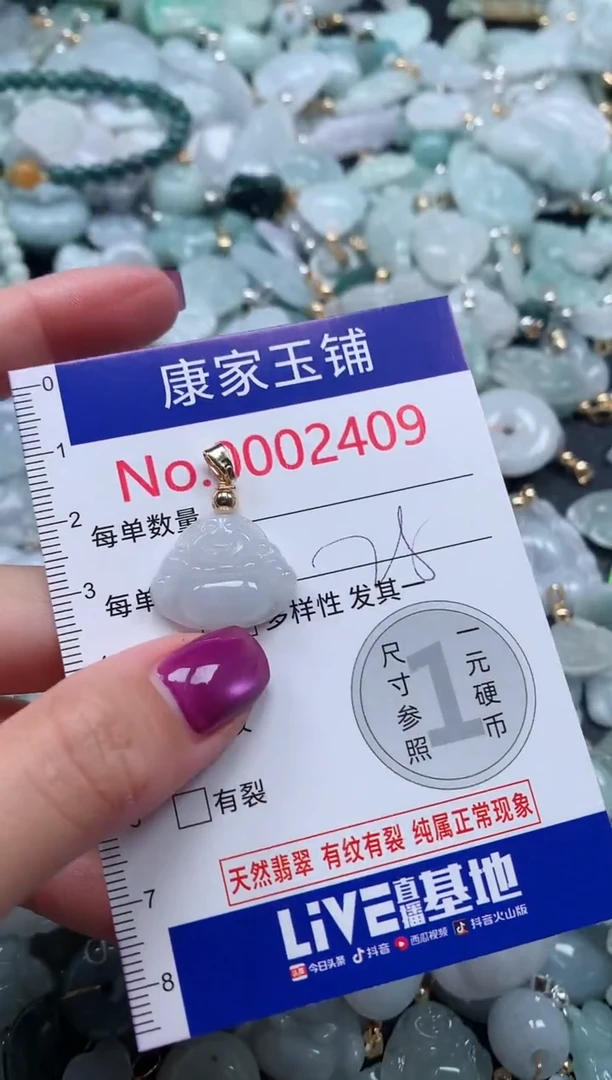 0
康家玉铺
1
No.0002409
2
每单数量
3
每单
多样性 发其一
尺寸参照
1
一元硬币
有裂
天然翡翠 有纹有裂 纯属正常现象
7
LiVE直播基地
8
头条 今日头条 抖音 西瓜视频 抖音火山版